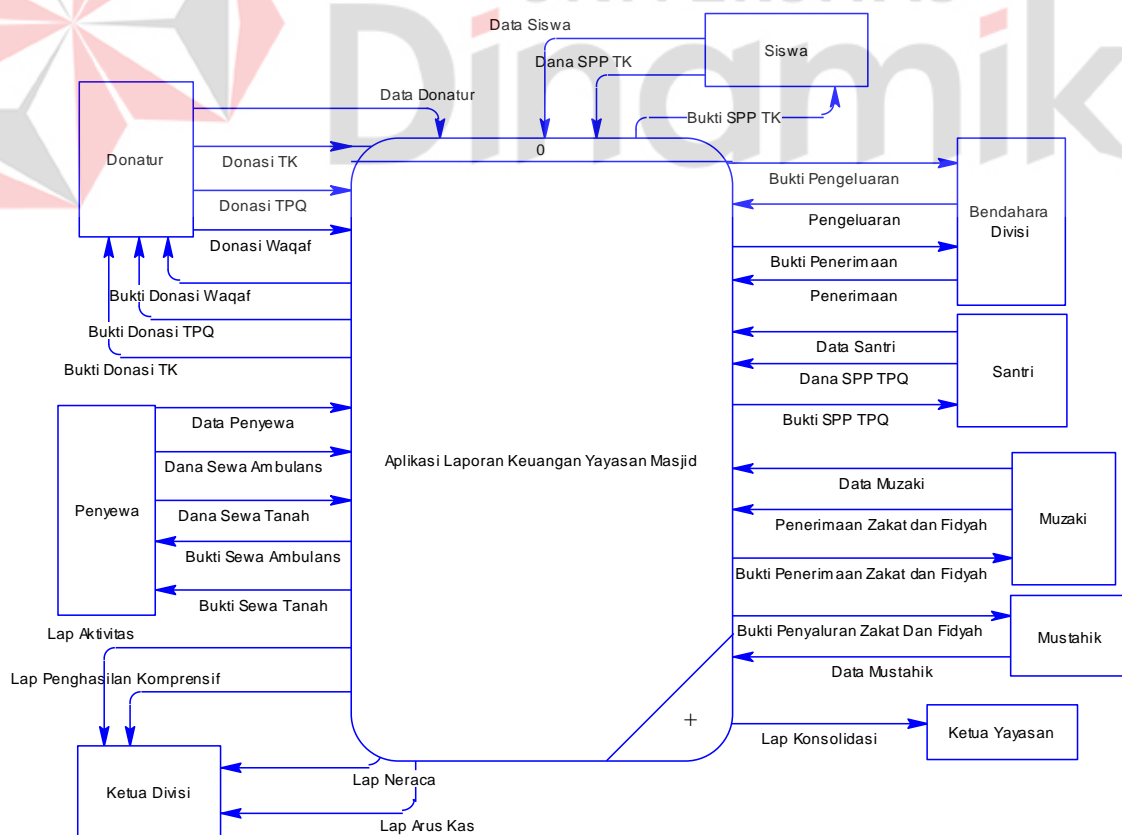 Dinamik
Data Siswa
Siswa
Dana SPP TK
Data Donatur
Bukti SPP TK
0
Donatur
Donasi TK
Bukti Pengeluaran
Donasi TPQ
Pengeluaran
Bendahara
Divisi
Donasi Waqaf
Bukti Penerimaan
Bukti Donasi Waqaf
Penerimaan
Bukti Donasi TPQ
Data Santri
Bukti Donasi TK
Dana SPP TPQ
Santri
Data Penyewa
Bukti SPP TPQ
Dana Sewa Ambulans
Aplikasi Laporan Keuangan Yayasan Masjid
Data Muzaki
Penyewa
Dana Sewa Tanah
Penerimaan Zakat dan Fidyah
Muzaki
Bukti Sewa Ambulans
Bukti Penerimaan Zakat dan Fidyah
Bukti Sewa Tanah
Lap Aktivitas
Bukti Penyaluran Zakat Dan Fidyah
Mustahik
Lap Penghasilan Komprensif
Data Mustahik
+
Lap Konsolidasi
Ketua Yayasan
Ketua Divisi
Lap Neraca
Lap Arus Kas